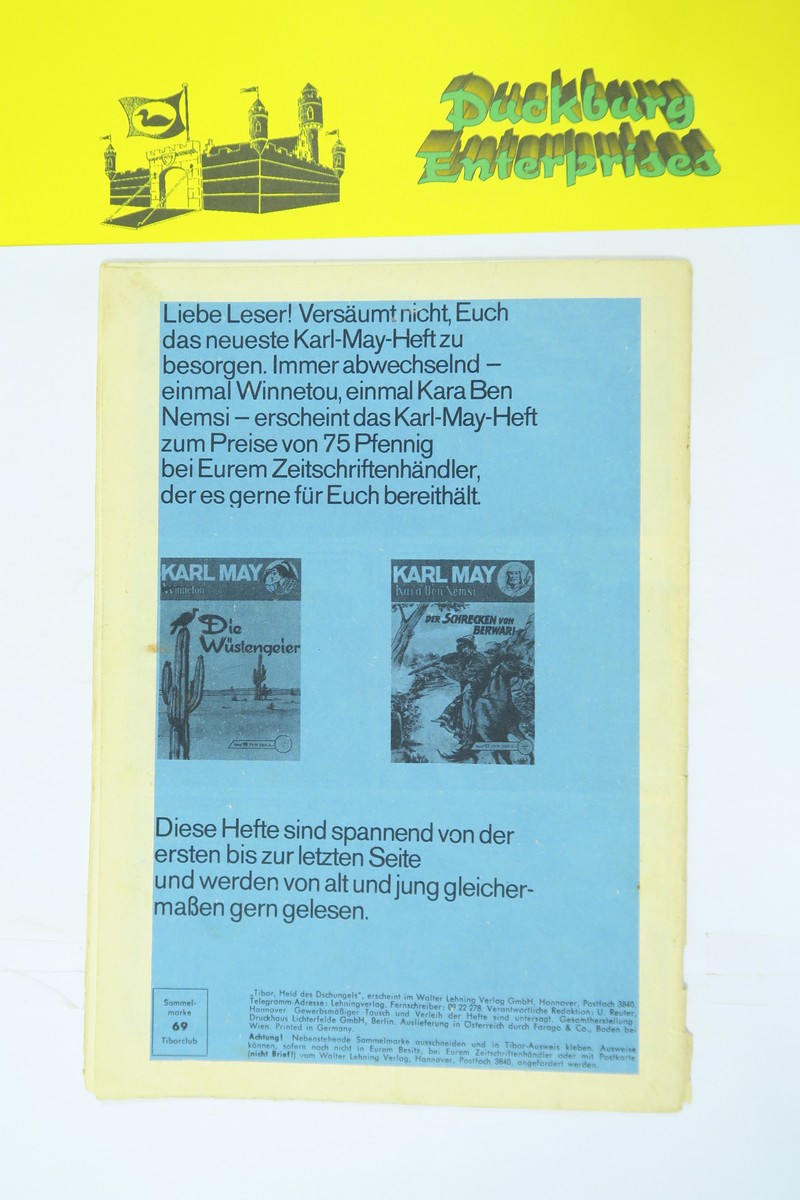 Duckburg
Enterprises
Liebe Leser! Versäumt nicht, Euch
das neueste Karl-May-Heft zu
besorgen. Immer abwechselnd –
einmal Winnetou, einmal Kara Ben
Nemsi – erscheint das Karl-May-Heft
zum Preise von 75 Pfennig
bei Eurem Zeitschriftenhändler,
der es gerne für Euch bereithält.
KARL MAY
Winnetou
Die
Wüstengeier
KARL MAY
Kara Ben Nemsi
DER SCHRECKEN VON
BERWARI
Diese Hefte sind spannend von der
ersten bis zur letzten Seite
und werden von alt und jung gleicher-
maßen gern gelesen.
Sammel-
marke
69
Tiborclub
„Tibor, Held des Dschungels", erscheint im Walter Lehning Verlag GmbH, Hannover, Postfach 3840,
Telegramm-Adresse: Lehningverlag. Fernschreiber: 09 22 278. Verantwortliche Redaktion: U. Reuter,
Hannover. Gewerbsmäßiger Tausch und Verleih der Hefte sind untersagt. Gesamtherstellung:
Druckhaus Lichterfelde GmbH, Berlin. Auslieferung in Österreich durch Farago & Co., Baden bei
Wien. Printed in Germany.
Achtung! Nebenstehende Sammelmarke ausschneiden und in Tibor-Ausweis kleben. Ausweise
können, sofern noch nicht in Eurem Besitz, bei Eurem Zeitschriftenhändler oder mit Postkarte
(nicht Brief!) vom Walter Lehning Verlag, Hannover, Postfach 3840, angefordert werden.